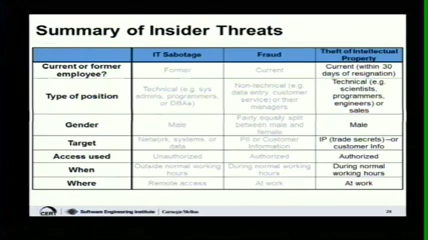 Summary of Insider Threats
IT Sabotage
Fraud
Theft of Intellectual
Property
Current or former
employee?
Former
Current
Current (within 30
days of resignation)
Type of position
Technical (e.g. sys
admins, programmers,
or DBAs)
Non-technical (e.g.
data entry, customer
service) or their
managers
Technical (e.g.
scientists,
programmers,
engineers) or
sales
Gender
Male
Fairly equally split
between male and
female
Male
Target
Network, systems, or
data
PII or Customer
Information
IP (trade secrets) –or
customer Info
Access used
Unauthorized
Authorized
Authorized
When
Outside normal working
hours
During normal working
hours
During normal
working hours
Where
Remote access
At work
At work
CERT
Software Engineering Institute
Carnegie Mellon